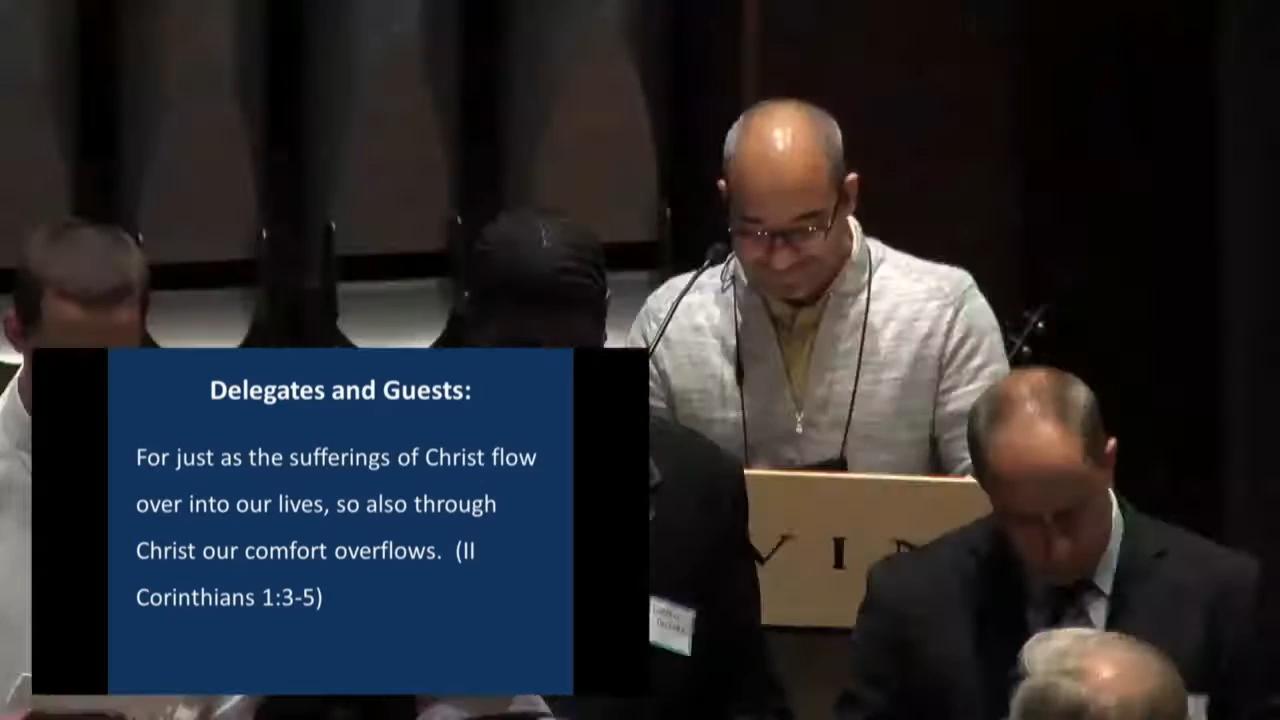 Delegates and Guests:
For just as the sufferings of Christ flow
over into our lives, so also through
Christ our comfort overflows. (II
Corinthians 1:3-5)
VIN